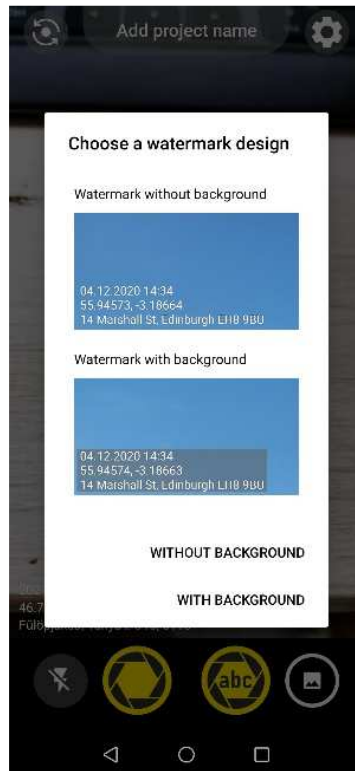 Add project name
Choose a watermark design
Watermark without background
04.12.2020 14:34
55.94573, -3.18664
14 Marshall St, Edinburgh EH8 9BU
Watermark with background
04.12.2020 14:34
55.94574, -3.18663
14 Marshall St, Edinburgh EH8 9BU
WITHOUT BACKGROUND
WITH BACKGROUND
46.7
abc